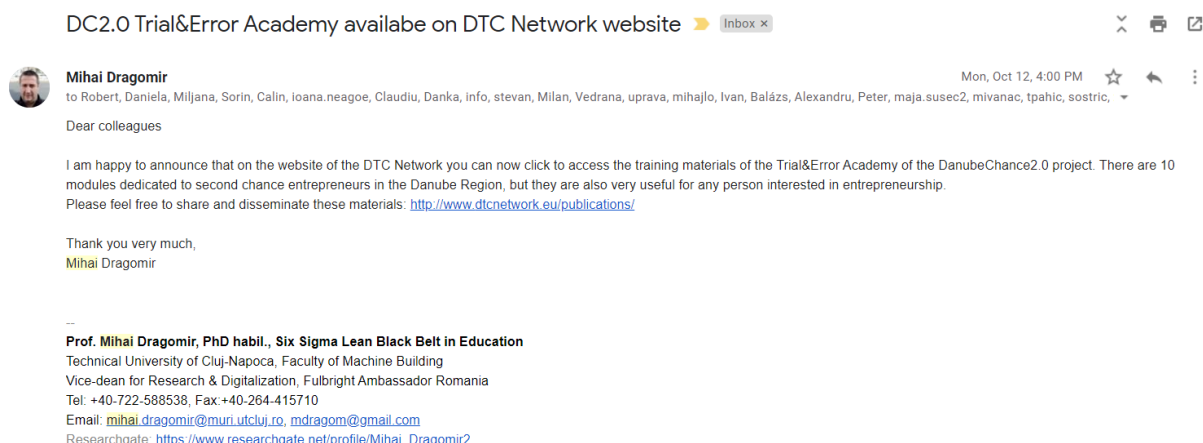 DC2.0 Trial&Error Academy availabe on DTC Network website Inbox ×
Mihai Dragomir Mon, Oct 12, 4:00 PM
to Robert, Daniela, Miljana, Sorin, Calin, ioana.neagoe, Claudiu, Danka, info, stevan, Milan, Vedrana, uprava, mihajlo, Ivan, Balázs, Alexandru, Peter, maja.susec2, mivanac, tpahic, sostric,
Dear colleagues
I am happy to announce that on the website of the DTC Network you can now click to access the training materials of the Trial&Error Academy of the DanubeChance2.0 project. There are 10
modules dedicated to second chance entrepreneurs in the Danube Region, but they are also very useful for any person interested in entrepreneurship.
Please feel free to share and disseminate these materials: http://www.dtcnetwork.eu/publications/
Thank you very much,
Mihai Dragomir
--
Prof. Mihai Dragomir, PhD habil., Six Sigma Lean Black Belt in Education
Technical University of Cluj-Napoca, Faculty of Machine Building
Vice-dean for Research & Digitalization, Fulbright Ambassador Romania
Tel: +40-722-588538, Fax:+40-264-415710
Email: mihai.dragomir@muri.utcluj.ro, mdragom@gmail.com
Researchgate: https://www.researchgate.net/profile/Mihai_Dragomir2